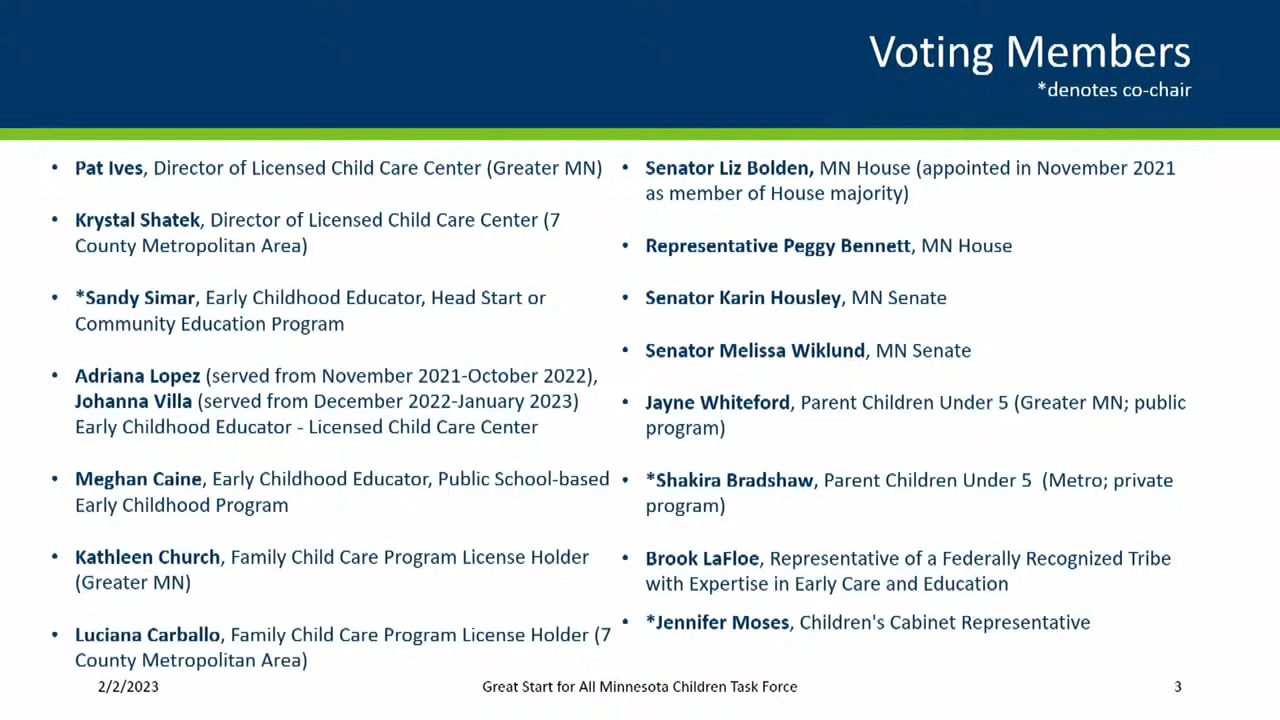 Voting Members
*denotes co-chair
• Pat Ives, Director of Licensed Child Care Center (Greater MN)
• Krystal Shatek, Director of Licensed Child Care Center (7
County Metropolitan Area)
• *Sandy Simar, Early Childhood Educator, Head Start or
Community Education Program
• Adriana Lopez (served from November 2021-October 2022),
Johanna Villa (served from December 2022-January 2023)
Early Childhood Educator - Licensed Child Care Center
• Meghan Caine, Early Childhood Educator, Public School-based
Early Childhood Program
• Kathleen Church, Family Child Care Program License Holder
(Greater MN)
• Luciana Carballo, Family Child Care Program License Holder (7
County Metropolitan Area)
• Senator Liz Bolden, MN House (appointed in November 2021
as member of House majority)
• Representative Peggy Bennett, MN House
• Senator Karin Housley, MN Senate
• Senator Melissa Wiklund, MN Senate
• Jayne Whiteford, Parent Children Under 5 (Greater MN; public
program)
• *Shakira Bradshaw, Parent Children Under 5  (Metro; private
program)
• Brook LaFloe, Representative of a Federally Recognized Tribe
with Expertise in Early Care and Education
• *Jennifer Moses, Children's Cabinet Representative
2/2/2023
Great Start for All Minnesota Children Task Force
3